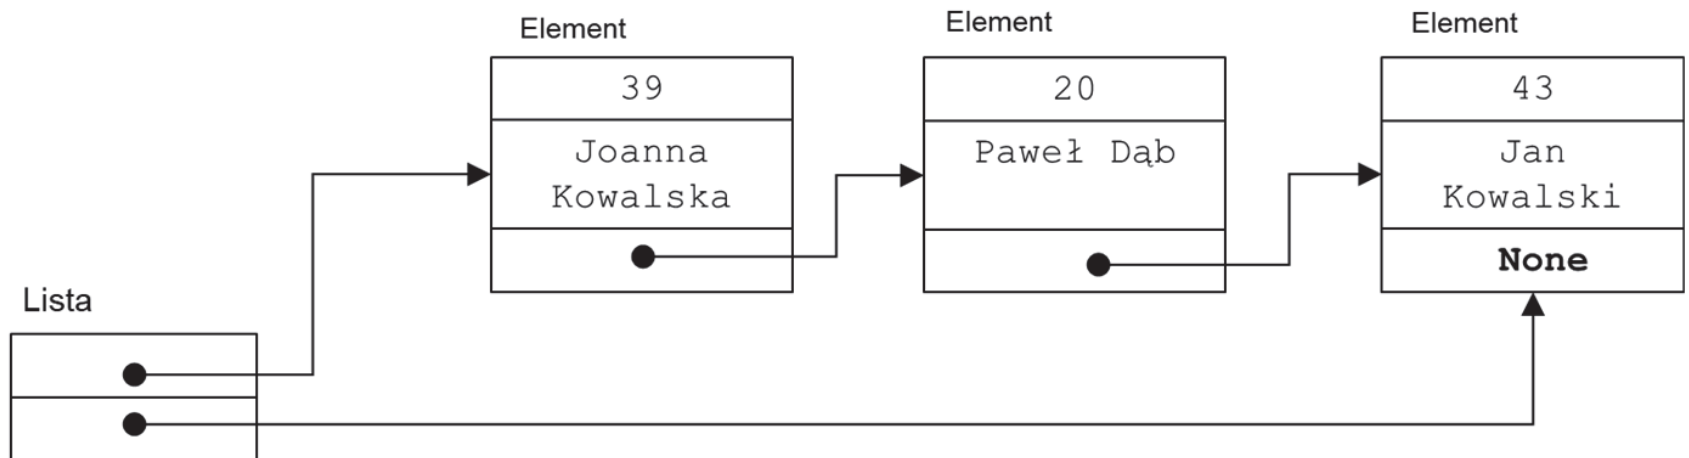 Element
Element
Element
39
20
43
Joanna
Kowalska
Paweł Dąb
Jan
Kowalski
None
Lista